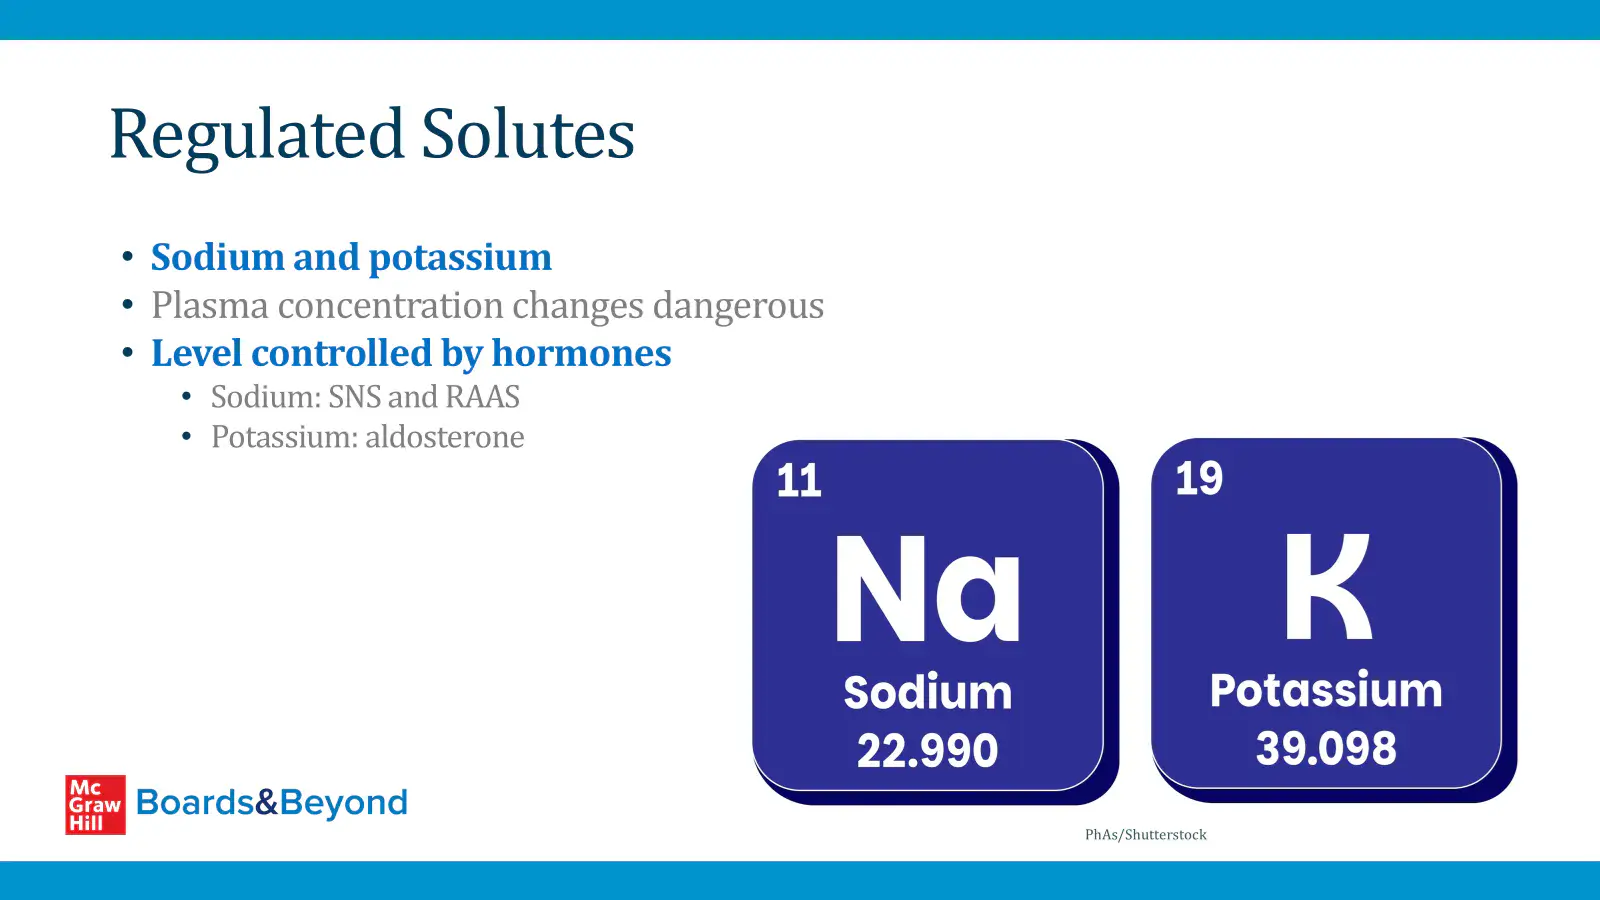 Regulated Solutes
• Sodium and potassium
• Plasma concentration changes dangerous
• Level controlled by hormones
• Sodium: SNS and RAAS
• Potassium: aldosterone
11
Na
Sodium
22.990
19
K
Potassium
39.098
Mc
Graw
Hill
Boards&Beyond
PhAs/Shutterstock